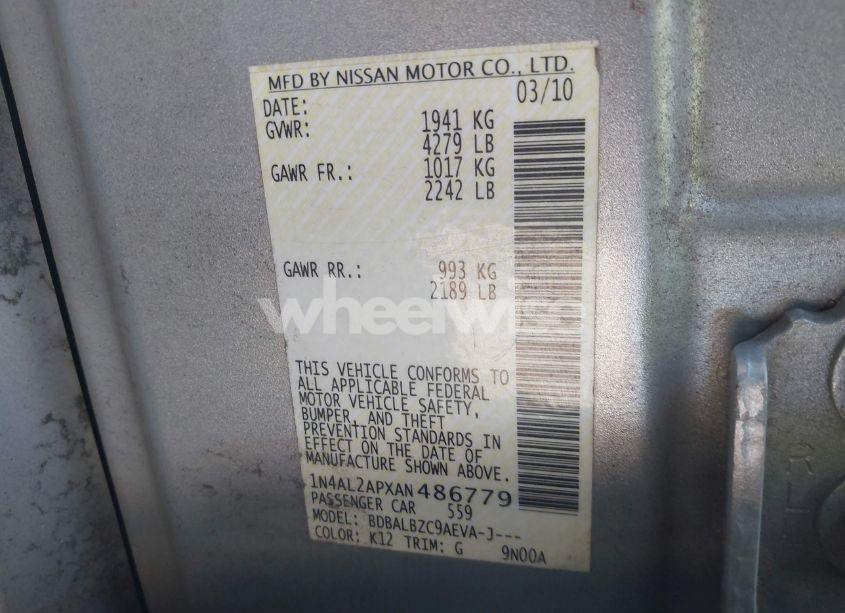 MFD BY NISSAN MOTOR CO., LTD.
DATE: 03/10
GVWR: 1941 KG
4279 LB
GAWR FR.: 1017 KG
2242 LB
GAWR RR.: 993 KG
2189 LB
wheelwise
THIS VEHICLE CONFORMS TO
ALL APPLICABLE FEDERAL
MOTOR VEHICLE SAFETY,
BUMPER, AND THEFT
PREVENTION STANDARDS IN
EFFECT ON THE DATE OF
MANUFACTURE SHOWN ABOVE.
1N4AL2APXAN486779
PASSENGER CAR 559
MODEL: BDBALBZC9AEVA-J---
COLOR: K12 TRIM: G 9N00A